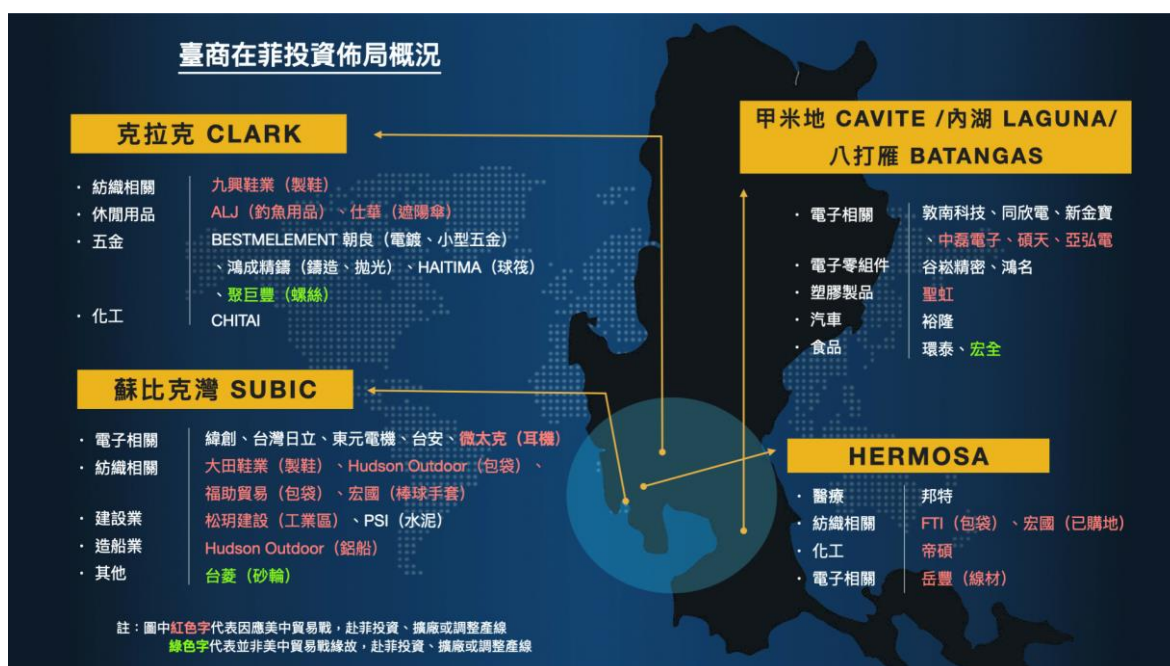 臺商在菲投資佈局概況
克拉克 CLARK
· 紡織相關 九興鞋業（製鞋）
· 休閒用品 ALJ（釣魚用品）、仕華（遮陽傘）
· 五金 BESTMELEMENT 朝良（電鍍、小型五金）
、鴻成精鑄（鑄造、拋光）、HAITIMA（球筏）
、聚巨豐（螺絲）
· 化工 CHITAI
蘇比克灣 SUBIC
· 電子相關 緯創、台灣日立、東元電機、台安、微太克（耳機）
· 紡織相關 大田鞋業（製鞋）、Hudson Outdoor（包袋）、
福助貿易（包袋）、宏國（棒球手套）
· 建設業 松玥建設（工業區）、PSI（水泥）
· 造船業 Hudson Outdoor（鋁船）
· 其他 台菱（砂輪）
甲米地 CAVITE /內湖 LAGUNA/
八打雁 BATANGAS
· 電子相關 敦南科技、同欣電、新金寶
、中磊電子、碩天、亞弘電
· 電子零組件 谷崧精密、鴻名
· 塑膠製品 聖虹
· 汽車 裕隆
· 食品 環泰、宏全
HERMOSA
· 醫療 邦特
· 紡織相關 FTI（包袋）、宏國（已購地）
· 化工 帝碩
· 電子相關 岳豐（線材）
註：圖中紅色字代表因應美中貿易戰，赴菲投資、擴廠或調整產線
綠色字代表並非美中貿易戰緣故，赴菲投資、擴廠或調整產線